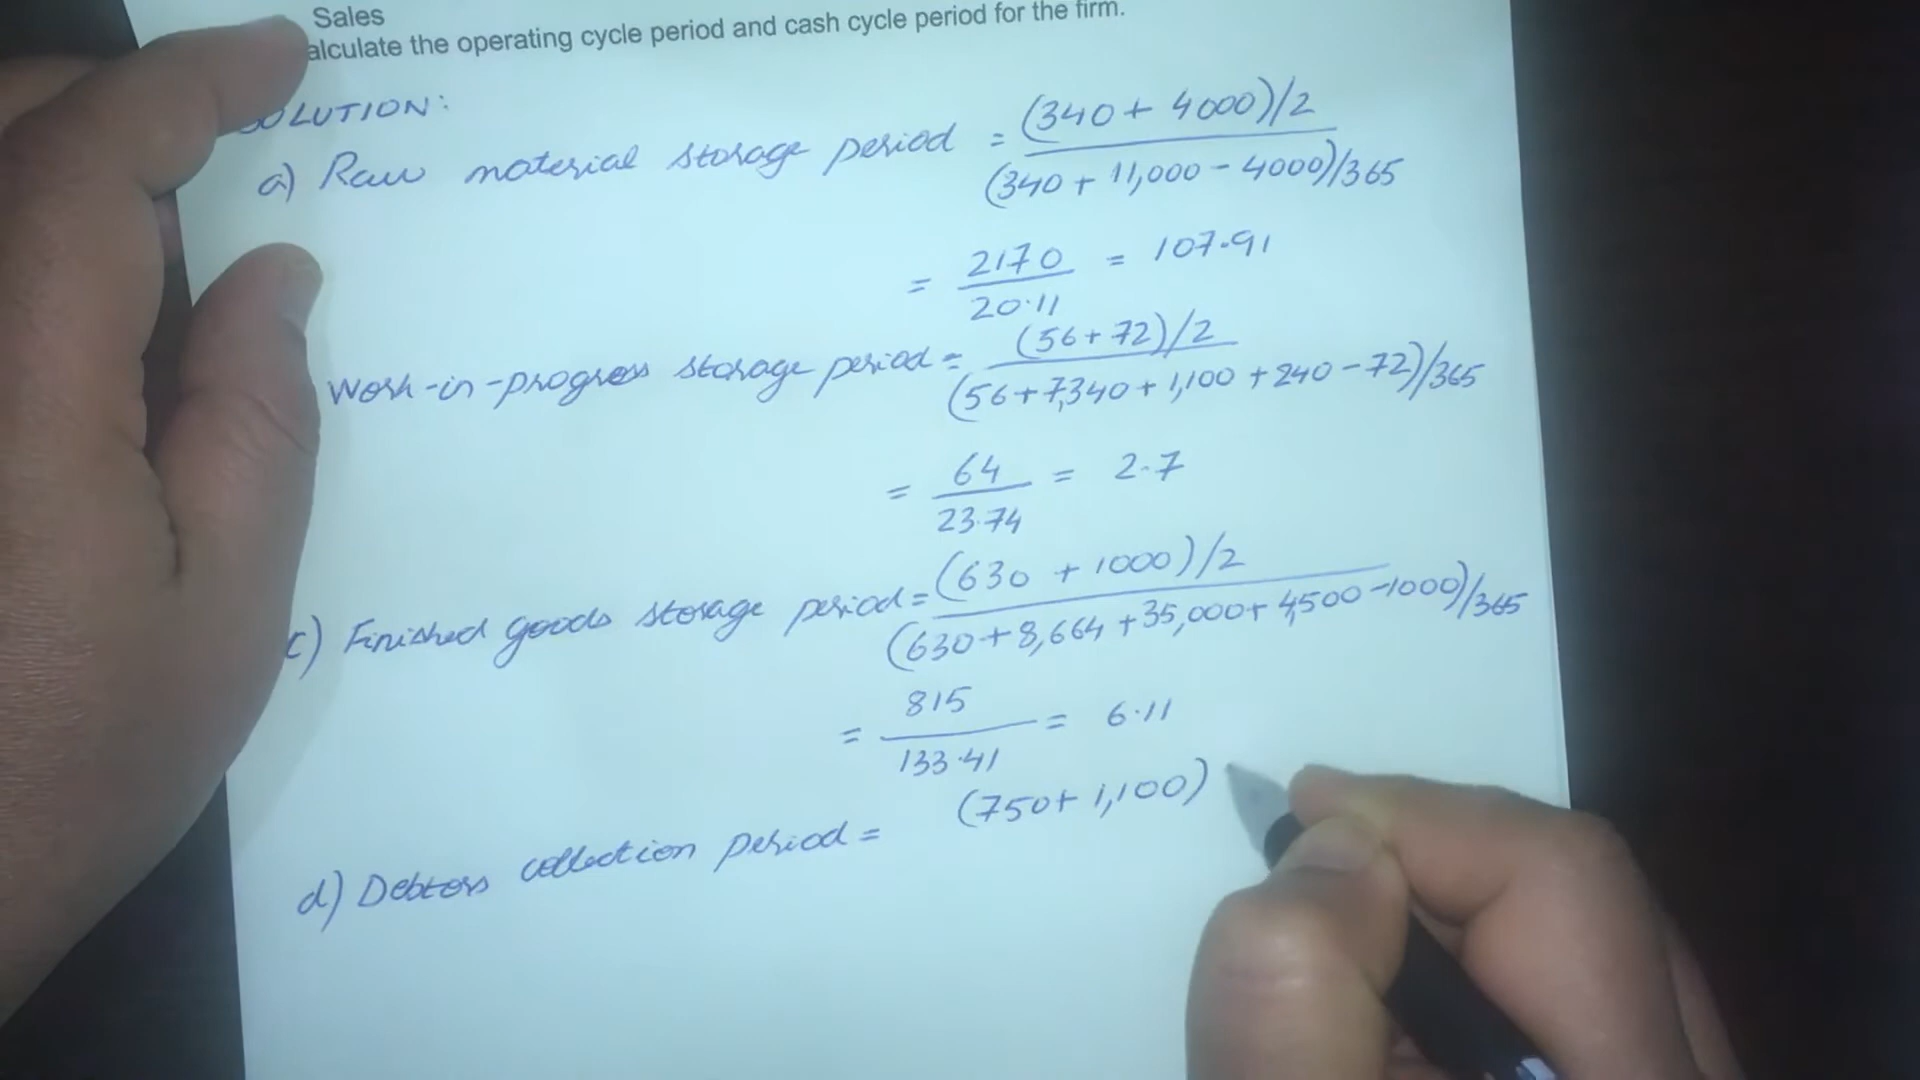 Sales
alculate the operating cycle period and cash cycle period for the firm.
OLUTION:
a) Raw material storage period = (340 + 4000)/2
(340 + 11,000 - 4000)/365
= 2170 = 107.91
20.11
Work-in-progress storage period = (56+72)/2
(56+7,340+1,100+240-72)/365
= 64 = 2.7
23.74
c) Finished goods storage period = (630 + 1000)/2
(630+8,664+35,000+4,500-1000)/365
= 815 = 6.11
133.41
d) Debtors collection period = (750+1,100)